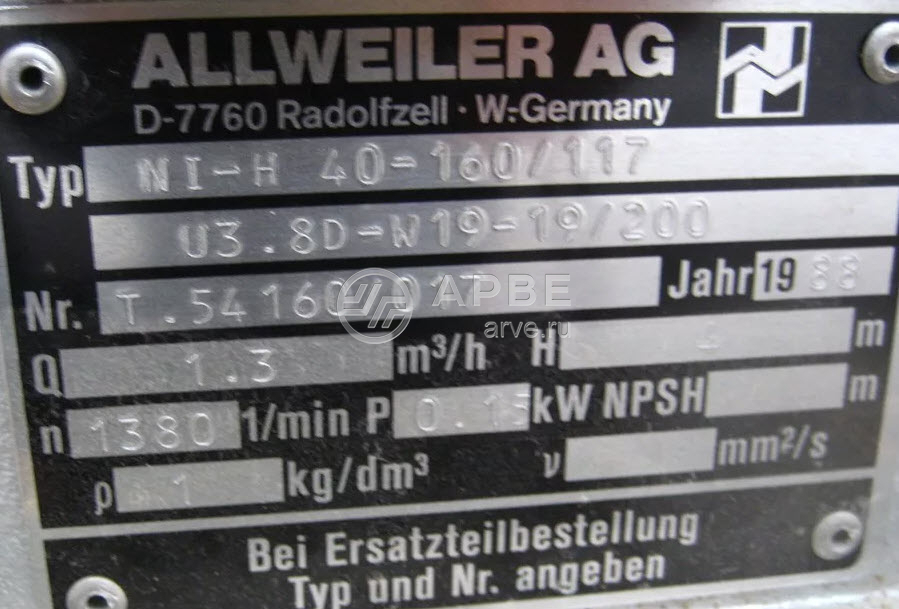 ALLWEILER AG
D-7760 Radolfzell · W.-Germany
Typ NI-H 40-160/117
U3.8D-W19-19/200
Nr. T.54160 Jahr 1988
АРВЕ
arve.ru
Q 1.3 m³/h H m
n 1380 1/min P 0.15 kW NPSH m
ρ 1 kg/dm³ ν mm²/s
Bei Ersatzteilbestellung
Typ und Nr. angeben